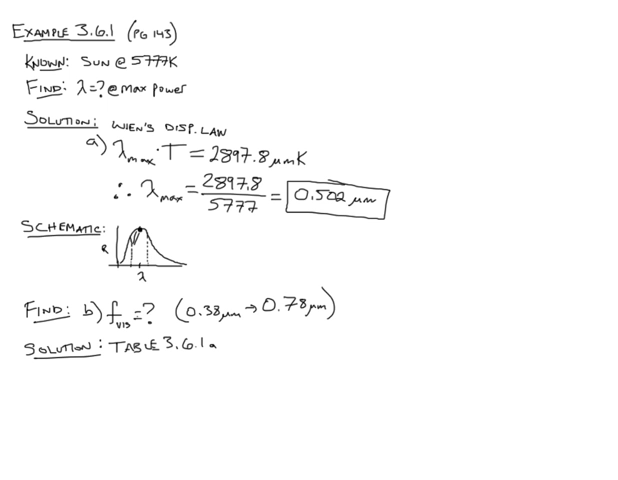 EXAMPLE 3.6.1 (PG 143)
KNOWN: SUN @ 5777K
FIND: λ=? @ max power
SOLUTION: WIEN'S DISP. LAW
a) λmax · T = 2897.8 μmK
∴ λmax = 2897.8/5777 = 0.502 μm
SCHEMATIC:
R
λ
FIND: b) fVIS = ? (0.38μm → 0.78μm)
SOLUTION: TABLE 3.6.1a